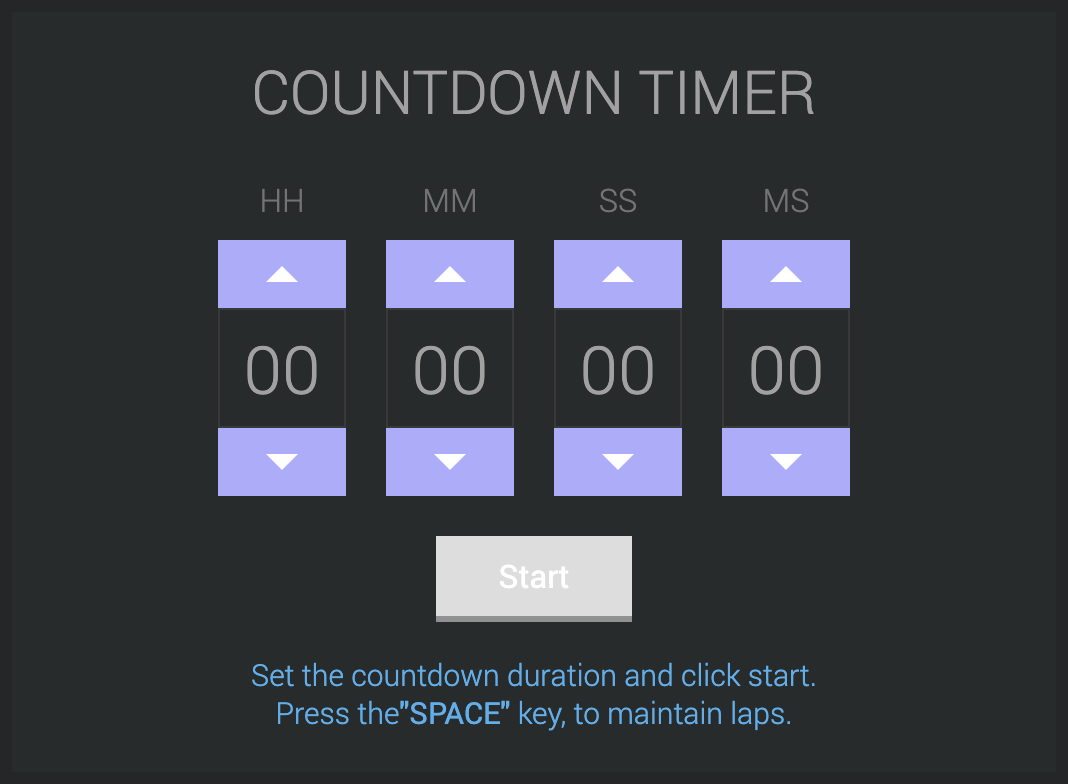 COUNTDOWN TIMER
HH MM SS MS
00 00 00 00
Start
Set the countdown duration and click start.
Press the"SPACE" key, to maintain laps.